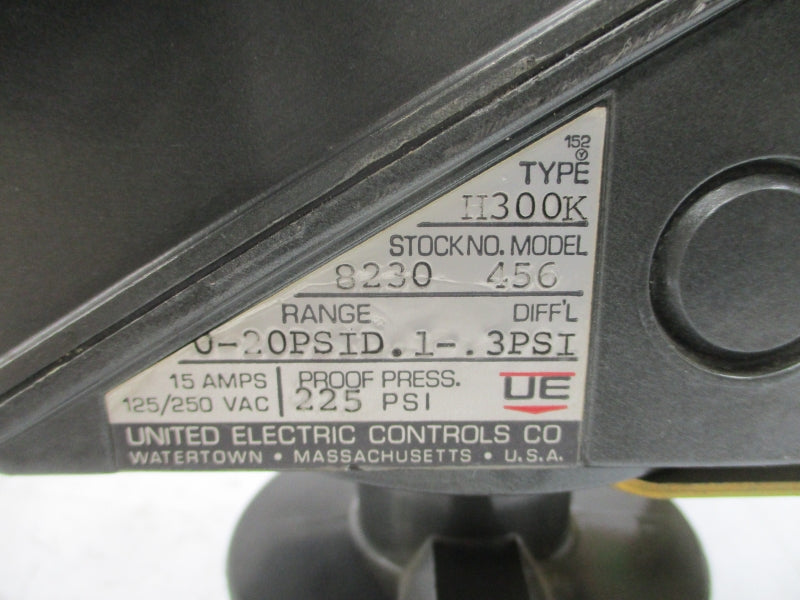 152
TYPE
H300K
STOCK NO. MODEL
8230 456
RANGE DIFF'L
0-20PSID .1-.3PSI
15 AMPS PROOF PRESS. UE
125/250 VAC 225 PSI
UNITED ELECTRIC CONTROLS CO
WATERTOWN • MASSACHUSETTS • U.S.A.